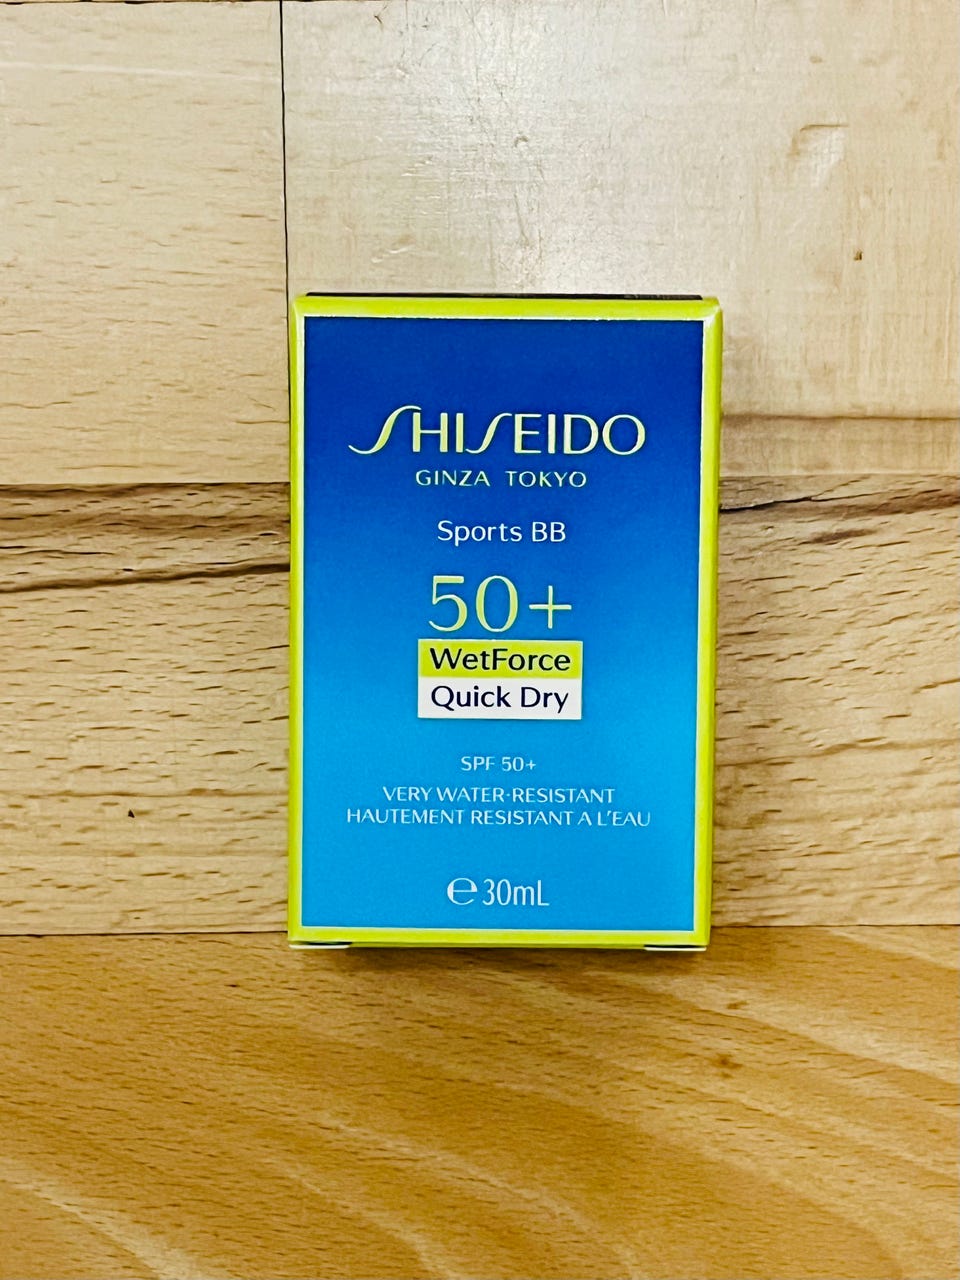 SHISEIDO
GINZA TOKYO
Sports BB
50+
WetForce
Quick Dry
SPF 50+
VERY WATER·RESISTANT
HAUTEMENT RESISTANT A L'EAU
℮30mL